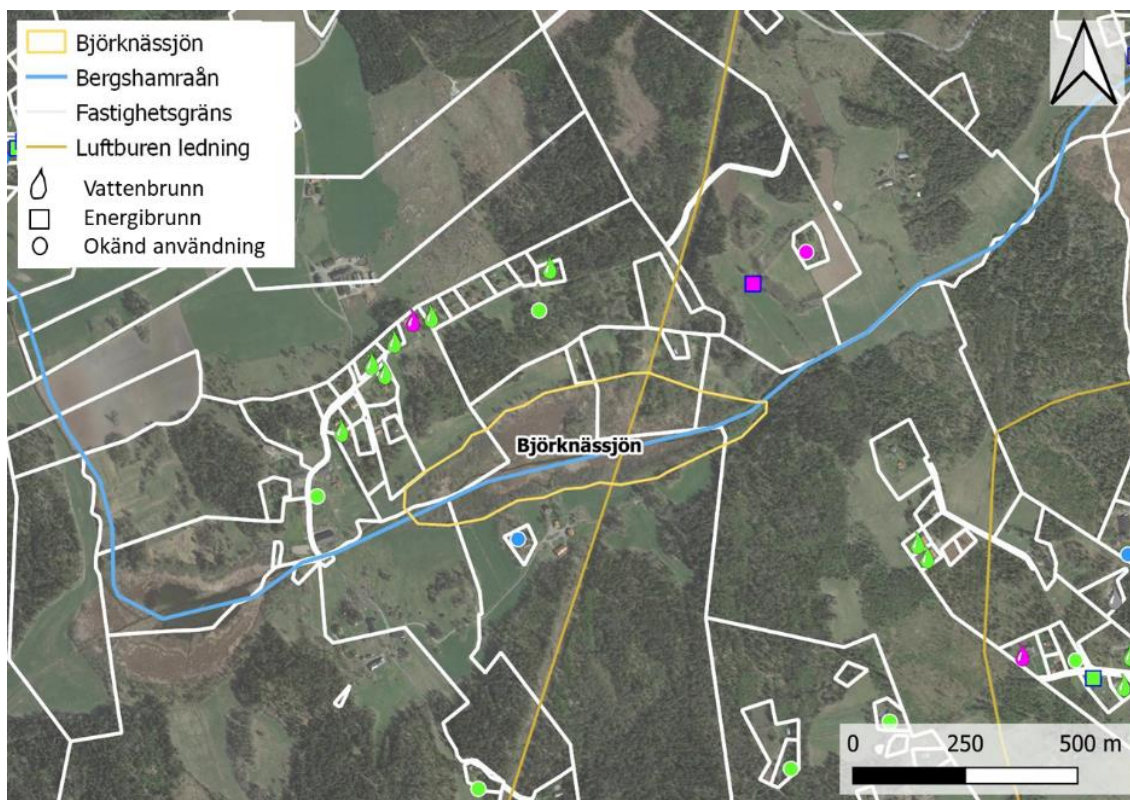 Björknässjön
Bergshamraån
Fastighetsgräns
Luftburen ledning
Vattenbrunn
Energibrunn
Okänd användning
Björknässjön
0 250 500 m